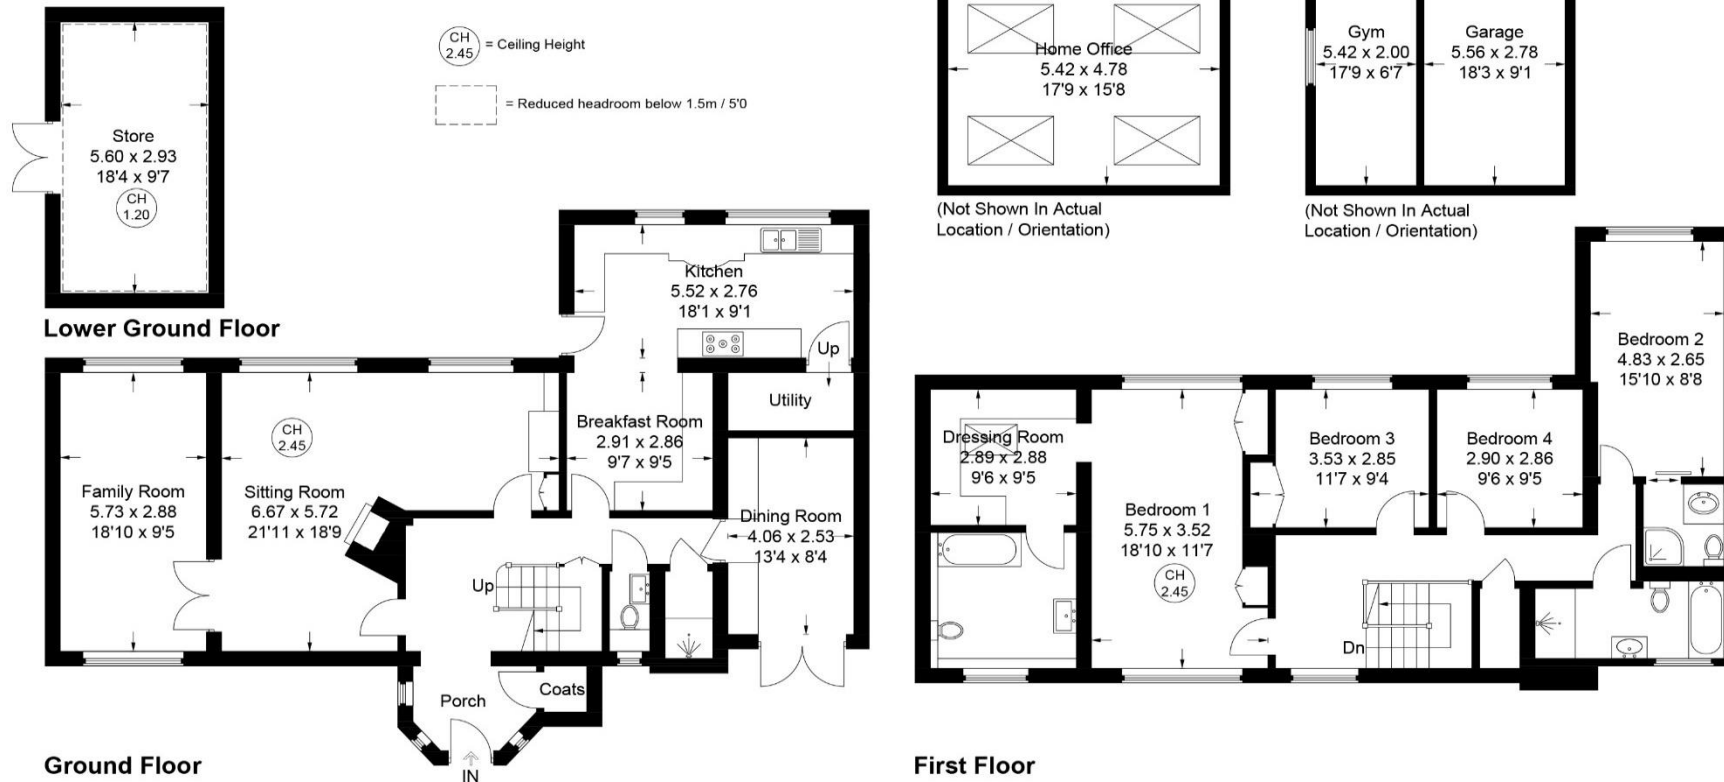 CH
2.45
= Ceiling Height
= Reduced headroom below 1.5m / 5'0
Store
5.60 x 2.93
18'4 x 9'7
CH
1.20
Lower Ground Floor
Home Office
5.42 x 4.78
17'9 x 15'8
(Not Shown In Actual
Location / Orientation)
Gym
5.42 x 2.00
17'9 x 6'7
Garage
5.56 x 2.78
18'3 x 9'1
(Not Shown In Actual
Location / Orientation)
Kitchen
5.52 x 2.76
18'1 x 9'1
Up
Utility
Breakfast Room
2.91 x 2.86
9'7 x 9'5
CH
2.45
Family Room
5.73 x 2.88
18'10 x 9'5
Sitting Room
6.67 x 5.72
21'11 x 18'9
Dining Room
4.06 x 2.53
13'4 x 8'4
Up
Porch
Coats
IN
Ground Floor
Bedroom 2
4.83 x 2.65
15'10 x 8'8
Dressing Room
2.89 x 2.88
9'6 x 9'5
Bedroom 3
3.53 x 2.85
11'7 x 9'4
Bedroom 4
2.90 x 2.86
9'6 x 9'5
Bedroom 1
5.75 x 3.52
18'10 x 11'7
CH
2.45
Dn
First Floor